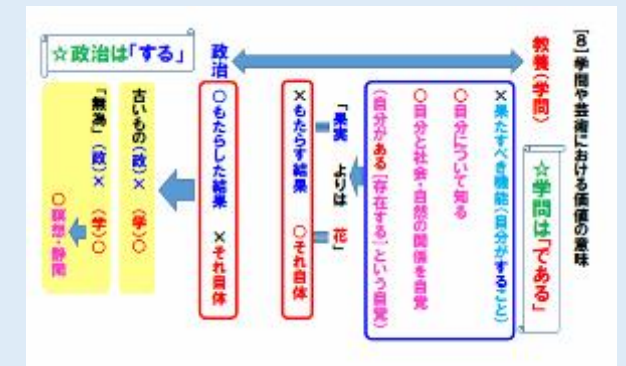 [8]学問や芸術における価値の意味
教養(学問)
☆学問は「である」
×果たすべき機能(自分がすること)
○自分について知る
○自分と社会・自然の関係を自覚
(自分がある[存在する]という自覚)
「果実 よりは 花」
×もたらす結果 ○それ自体
政治
○もたらした結果 ×それ自体
☆政治は「する」
古いもの(政)× (学)○
「無為」(政)× (学)○
○瞑想・静閑